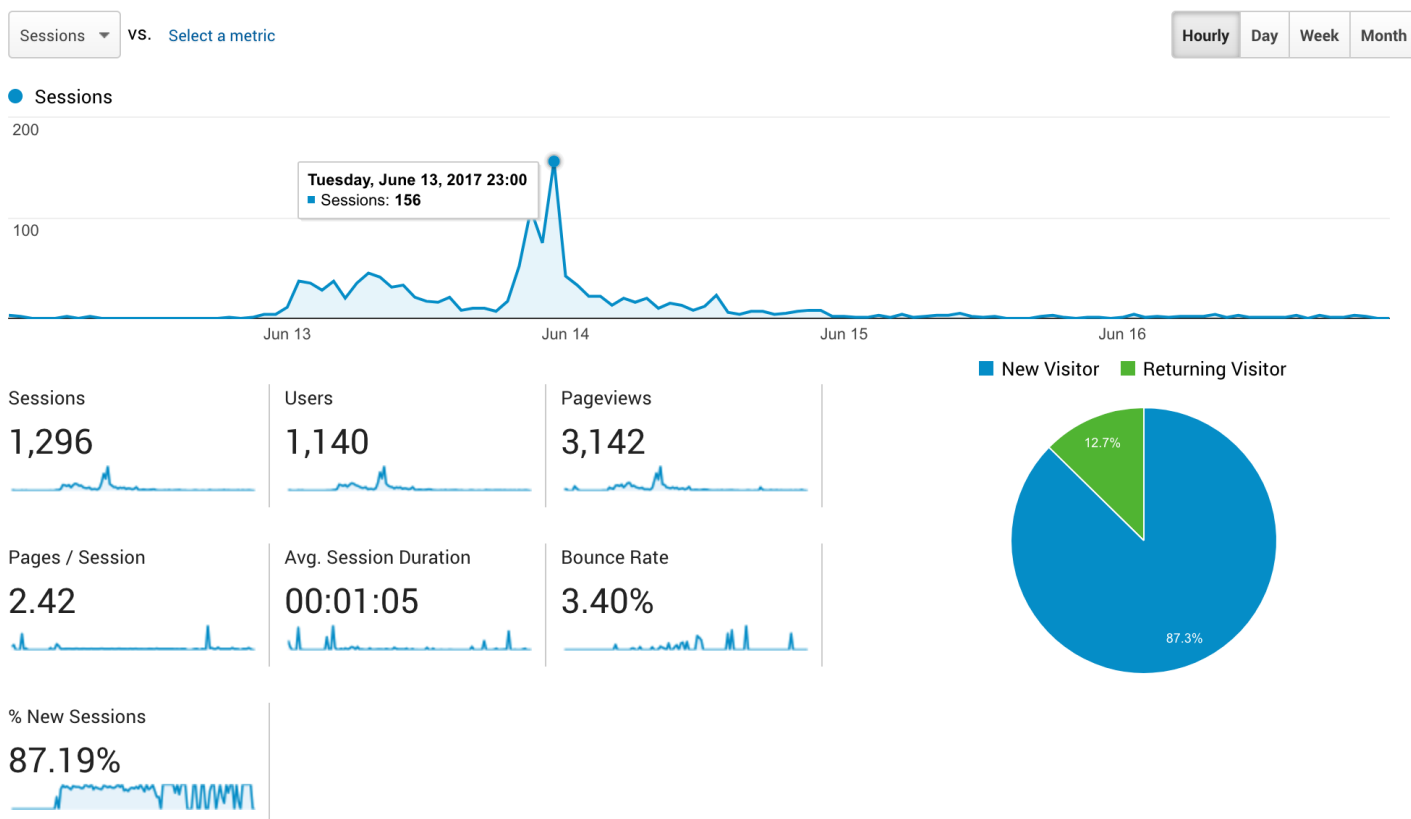 Sessions vs. Select a metric
Hourly Day Week Month
Sessions
200
Tuesday, June 13, 2017 23:00
Sessions: 156
100
Jun 13 Jun 14 Jun 15 Jun 16
New Visitor Returning Visitor
Sessions Users Pageviews
1,296 1,140 3,142
12.7%
Pages / Session Avg. Session Duration Bounce Rate
2.42 00:01:05 3.40%
87.3%
% New Sessions
87.19%